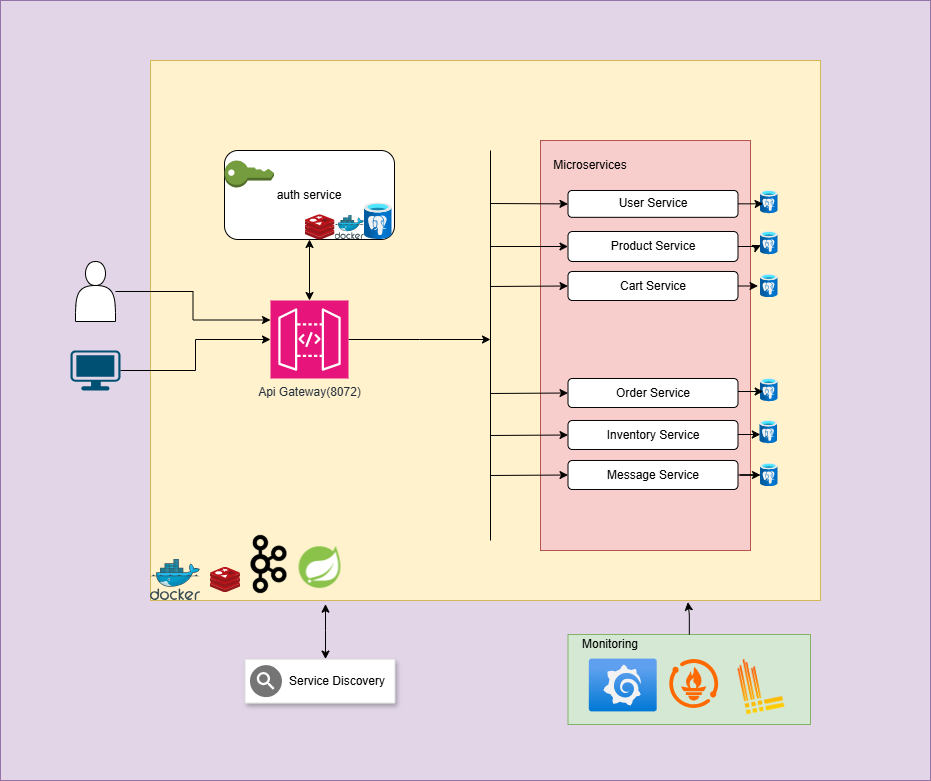 auth service
docker
Api Gateway(8072)
Microservices
User Service
Product Service
Cart Service
Order Service
Inventory Service
Message Service
docker
Service Discovery
Monitoring